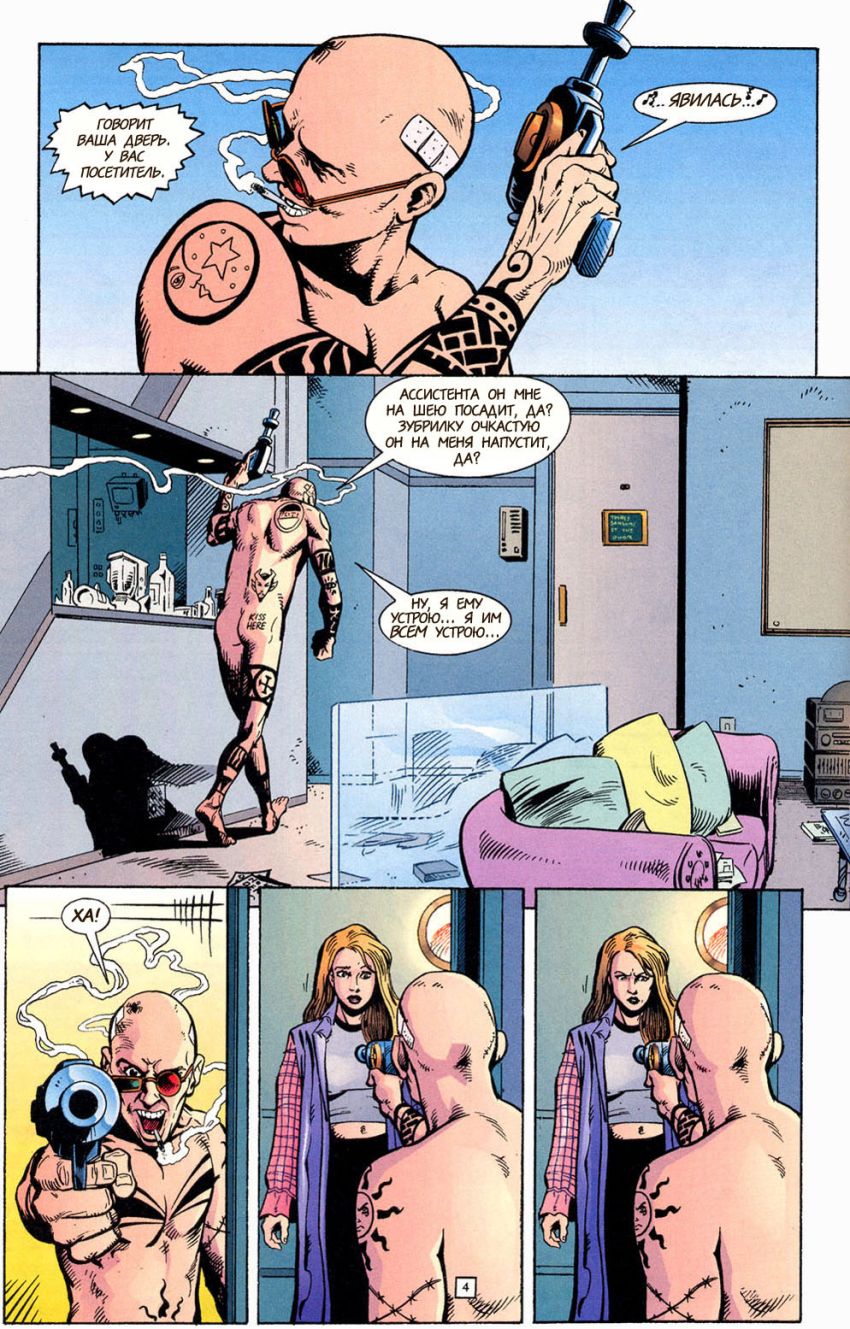 ГОВОРИТ
ВАША ДВЕРЬ.
У ВАС
ПОСЕТИТЕЛЬ.
♫... ЯВИЛАСЬ...♪
АССИСТЕНТА ОН МНЕ
НА ШЕЮ ПОСАДИТ, ДА?
ЗУБРИЛКУ ОЧКАСТУЮ
ОН НА МЕНЯ НАПУСТИТ,
ДА?
KISS
HERE
НУ, Я ЕМУ
УСТРОЮ... Я ИМ
ВСЕМ УСТРОЮ...
ХА!
4